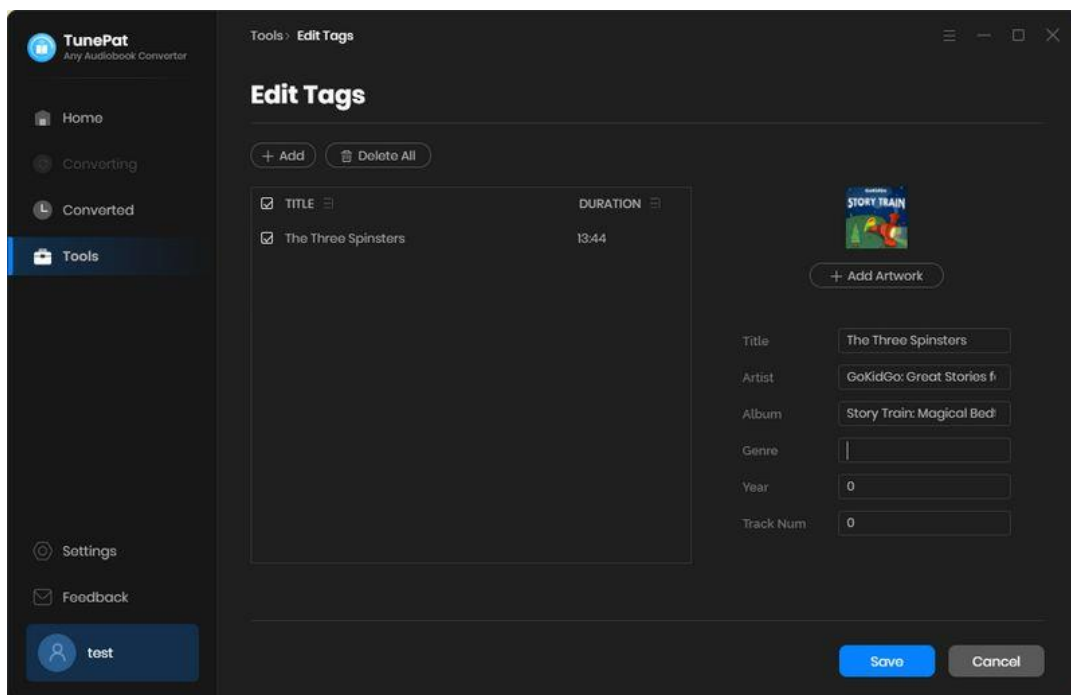 TunePat
Any Audiobook Converter
Home
Converting
Converted
Tools
Settings
Feedback
test
Tools › Edit Tags
Edit Tags
+ Add
Delete All
TITLE DURATION
The Three Spinsters 13:44
STORY TRAIN
+ Add Artwork
Title The Three Spinsters
Artist GoKidGo: Great Stories f
Album Story Train: Magical Bed
Genre
Year 0
Track Num 0
Save Cancel